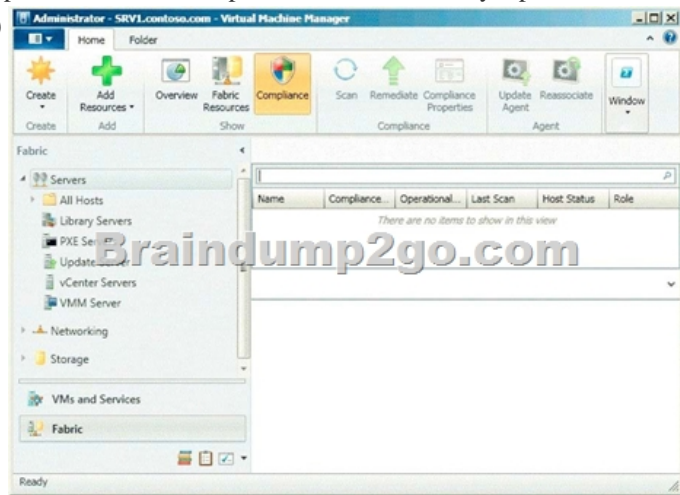 Administrator - SRV1.contoso.com - Virtual Machine Manager
Home Folder
Create Add Resources Overview Fabric Resources Compliance Scan Remediate Compliance Properties Update Agent Reassociate Window
Create Add Show Compliance Agent
Fabric
Servers
All Hosts
Library Servers
PXE
Update
vCenter Servers
VMM Server
Networking
Storage
VMs and Services
Fabric
Name Compliance... Operational... Last Scan Host Status Role
There are no items to show in this view
Braindump2go.com
Ready